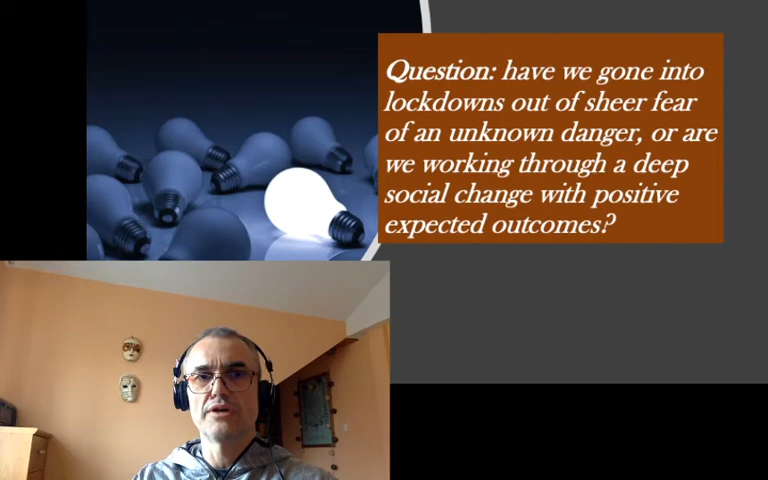 Question: have we gone into
lockdowns out of sheer fear
of an unknown danger, or are
we working through a deep
social change with positive
expected outcomes?